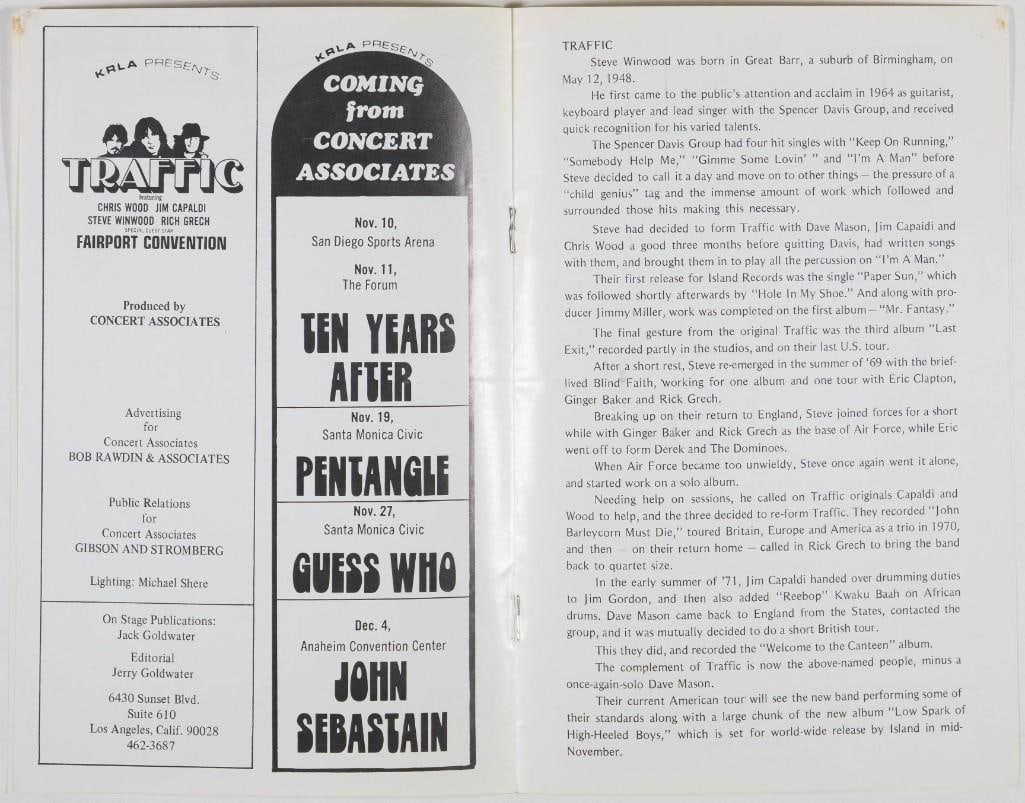 KRLA PRESENTS
TRAFFIC
featuring
CHRIS WOOD JIM CAPALDI
STEVE WINWOOD RICH GRECH
SPECIAL GUEST STAR
FAIRPORT CONVENTION
Produced by
CONCERT ASSOCIATES
Advertising
for
Concert Associates
BOB RAWDIN & ASSOCIATES
Public Relations
for
Concert Associates
GIBSON AND STROMBERG
Lighting: Michael Shere
On Stage Publications:
Jack Goldwater
Editorial
Jerry Goldwater
6430 Sunset Blvd.
Suite 610
Los Angeles, Calif. 90028
462-3687
KRLA PRESENTS
COMING
from
CONCERT
ASSOCIATES
Nov. 10,
San Diego Sports Arena
Nov. 11,
The Forum
TEN YEARS
AFTER
Nov. 19,
Santa Monica Civic
PENTANGLE
Nov. 27,
Santa Monica Civic
GUESS WHO
Dec. 4,
Anaheim Convention Center
JOHN
SEBASTAIN
TRAFFIC
Steve Winwood was born in Great Barr, a suburb of Birmingham, on
May 12, 1948.
He first came to the public's attention and acclaim in 1964 as guitarist,
keyboard player and lead singer with the Spencer Davis Group, and received
quick recognition for his varied talents.
The Spencer Davis Group had four hit singles with "Keep On Running,"
"Somebody Help Me," "Gimme Some Lovin' " and "I'm A Man" before
Steve decided to call it a day and move on to other things — the pressure of a
"child genius" tag and the immense amount of work which followed and
surrounded those hits making this necessary.
Steve had decided to form Traffic with Dave Mason, Jim Capaidi and
Chris Wood a good three months before quitting Davis, had written songs
with them, and brought them in to play all the percussion on "I'm A Man."
Their first release for Island Records was the single "Paper Sun," which
was followed shortly afterwards by "Hole In My Shoe." And along with pro-
ducer Jimmy Miller, work was completed on the first album — "Mr. Fantasy."
The final gesture from the original Traffic was the third album "Last
Exit," recorded partly in the studios, and on their last U.S. tour.
After a short rest, Steve re-emerged in the summer of '69 with the brief-
lived Blind Faith, working for one album and one tour with Eric Clapton,
Ginger Baker and Rick Grech.
Breaking up on their return to England, Steve joined forces for a short
while with Ginger Baker and Rick Grech as the base of Air Force, while Eric
went off to form Derek and The Dominoes.
When Air Force became too unwieldy, Steve once again went it alone,
and started work on a solo album.
Needing help on sessions, he called on Traffic originals Capaldi and
Wood to help, and the three decided to re-form Traffic. They recorded "John
Barleycorn Must Die," toured Britain, Europe and America as a trio in 1970,
and then — on their return home — called in Rick Grech to bring the band
back to quartet size.
In the early summer of '71, Jim Capaldi handed over drumming duties
to Jim Gordon, and then also added "Reebop" Kwaku Baah on African
drums. Dave Mason came back to England from the States, contacted the
group, and it was mutually decided to do a short British tour.
This they did, and recorded the "Welcome to the Canteen" album.
The complement of Traffic is now the above-named people, minus a
once-again-solo Dave Mason.
Their current American tour will see the new band performing some of
their standards along with a large chunk of the new album "Low Spark of
High-Heeled Boys," which is set for world-wide release by Island in mid-
November.